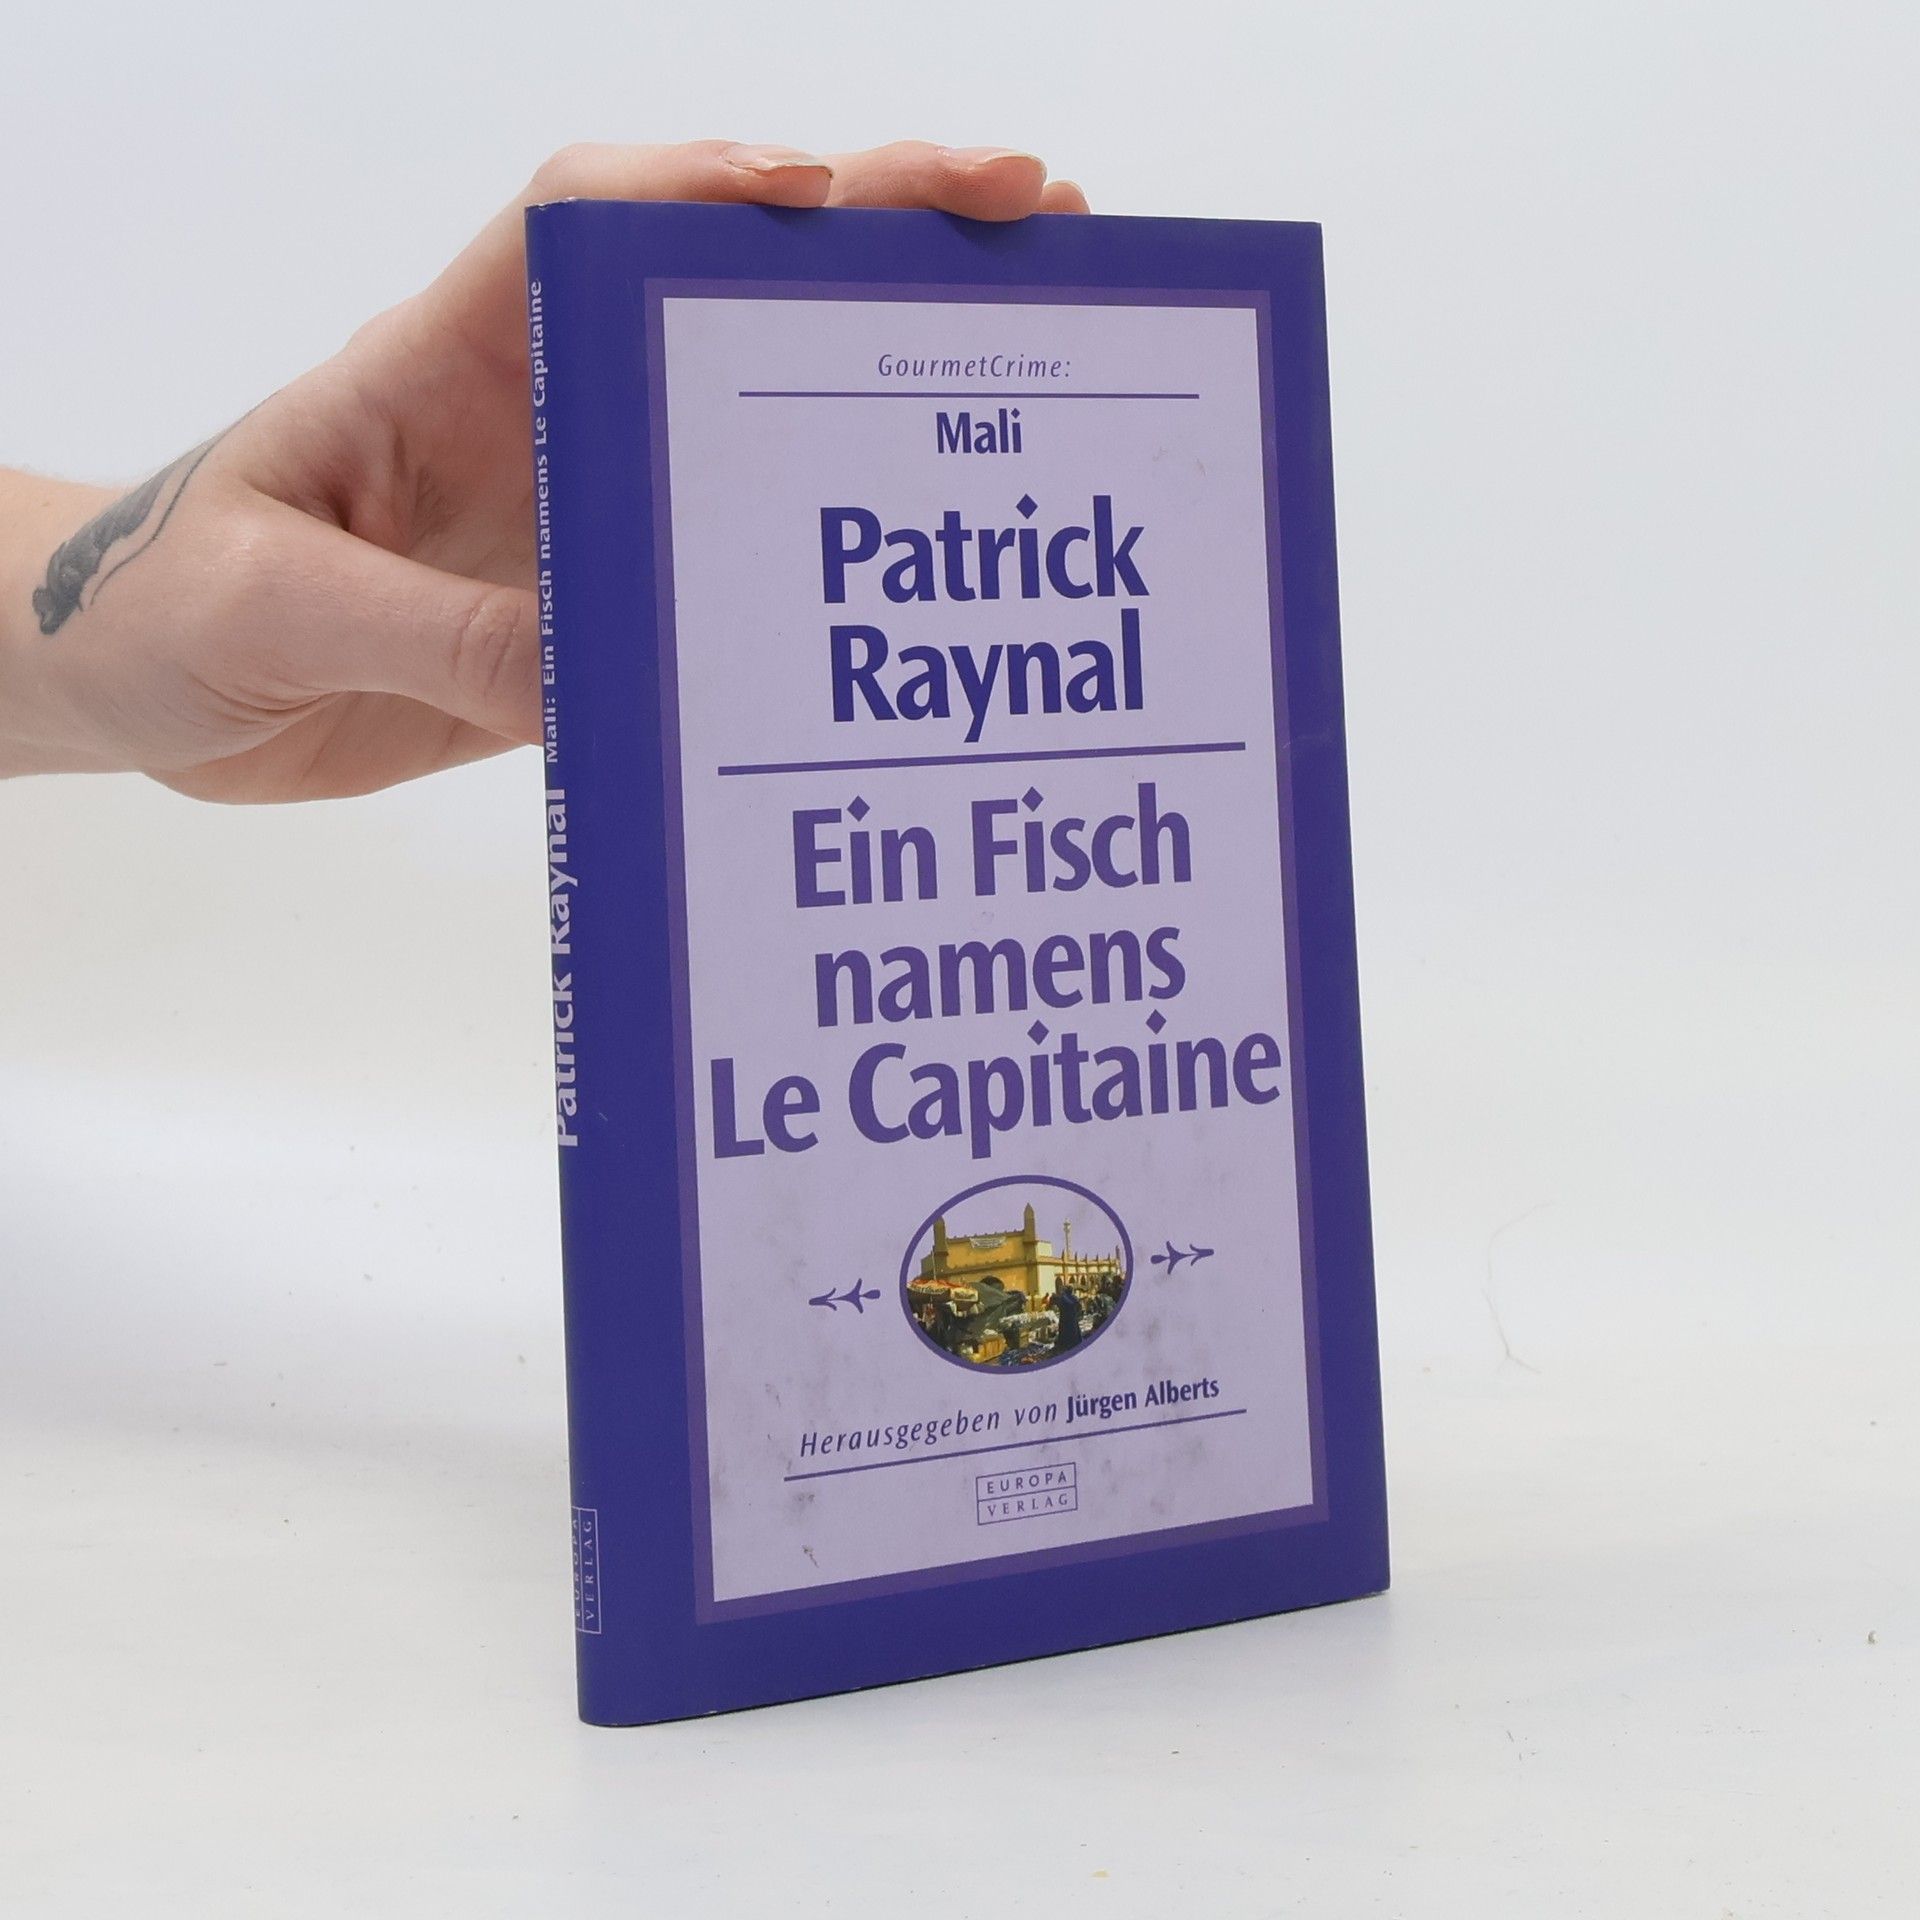 GourmetCrime:
Mali
Patrick
Raynal
Ein Fisch
namens
Le Capitaine
Herausgegeben von Jürgen Alberts
EUROPA
VERLAG
Patrick Raynal Mali: Ein Fisch namens Le Capitaine
EUROPA
VERLAG